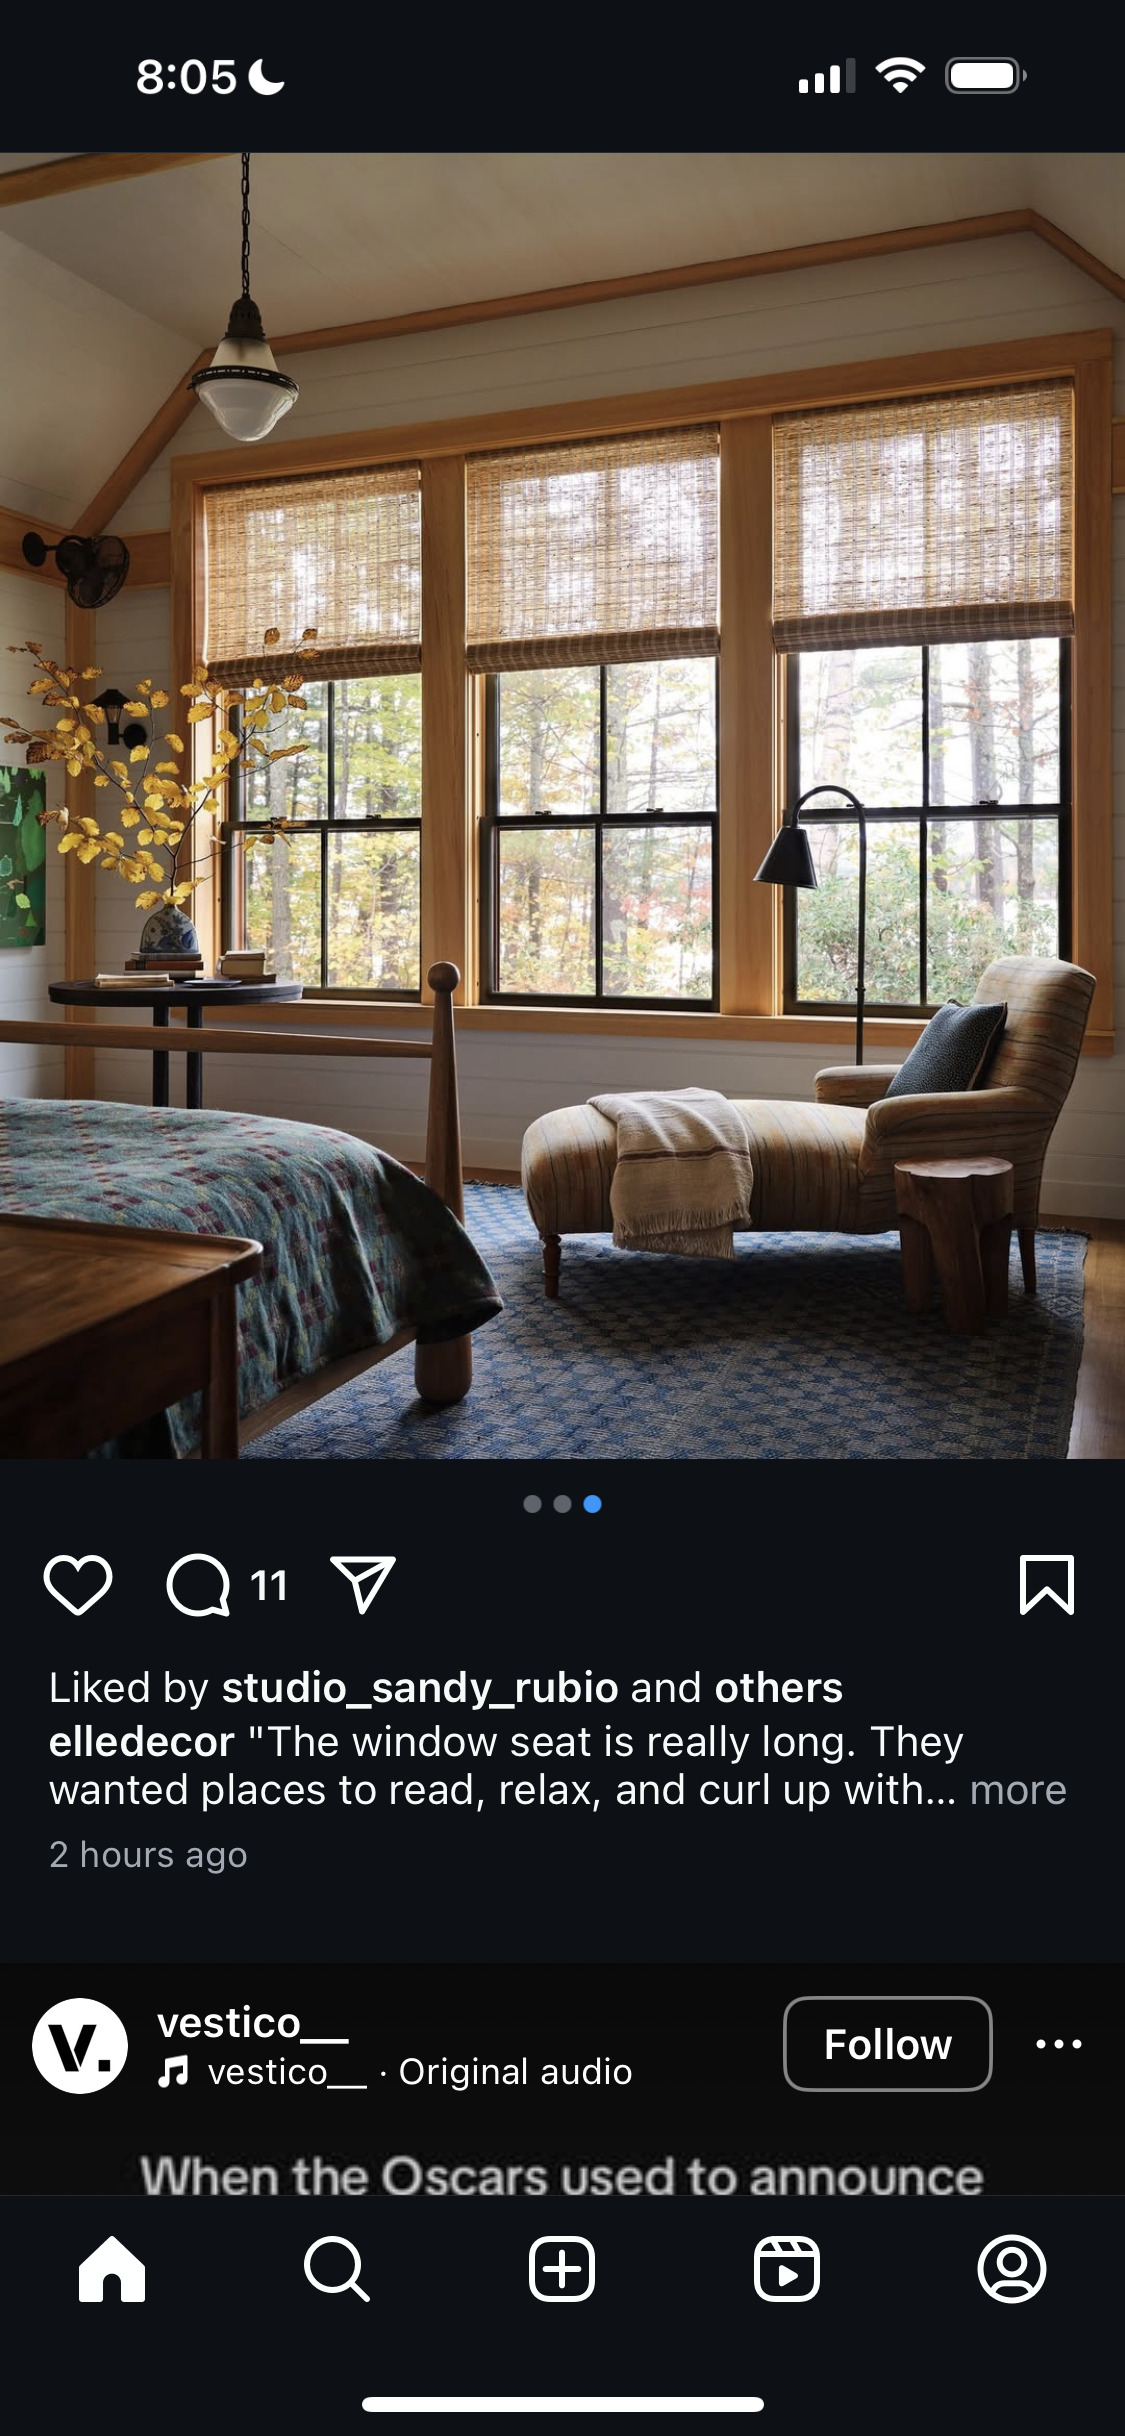 8:05
11
Liked by studio_sandy_rubio and others
elledecor "The window seat is really long. They
wanted places to read, relax, and curl up with... more
2 hours ago
V.
vestico__
vestico__ · Original audio
Follow
When the Oscars used to announce